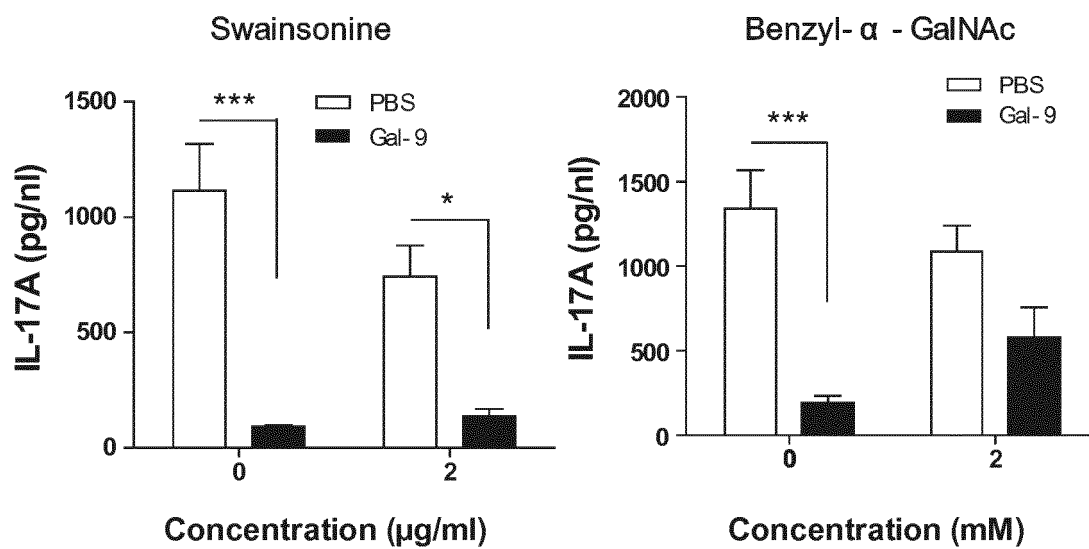 Swainsonine
1500
1000
500
0
IL-17A (pg/nl)
***
*
PBS
Gal-9
0
2
Concentration (µg/ml)
Benzyl- α - GalNAc
2000
1500
1000
500
0
IL-17A (pg/nl)
***
PBS
Gal-9
0
2
Concentration (mM)